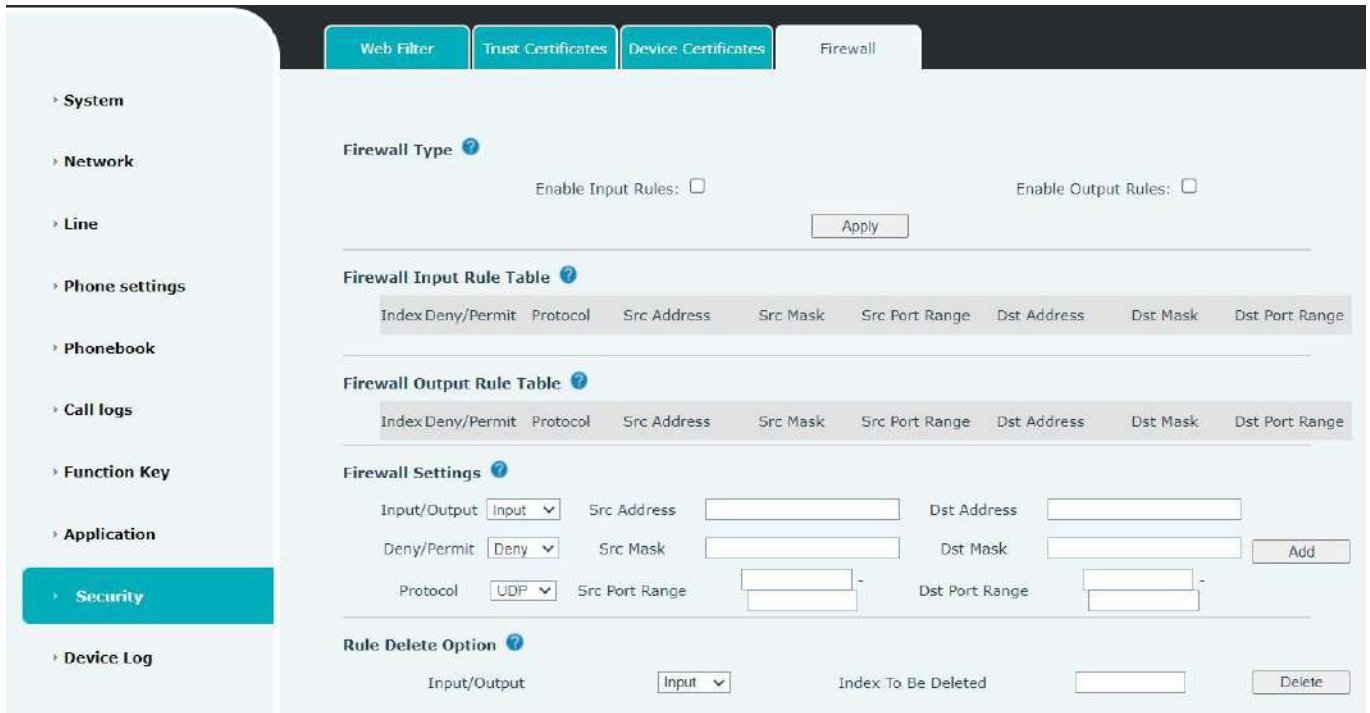 Web Filter Trust Certificates Device Certificates Firewall
System
Network
Line
Phone settings
Phonebook
Call logs
Function Key
Application
Security
Device Log
Firewall Type ?
Enable Input Rules: Enable Output Rules:
Apply
Firewall Input Rule Table ?
Index Deny/Permit Protocol Src Address Src Mask Src Port Range Dst Address Dst Mask Dst Port Range
Firewall Output Rule Table ?
Index Deny/Permit Protocol Src Address Src Mask Src Port Range Dst Address Dst Mask Dst Port Range
Firewall Settings ?
Input/Output Input Src Address Dst Address
Deny/Permit Deny Src Mask Dst Mask Add
Protocol UDP Src Port Range - Dst Port Range -
Rule Delete Option ?
Input/Output Input Index To Be Deleted Delete